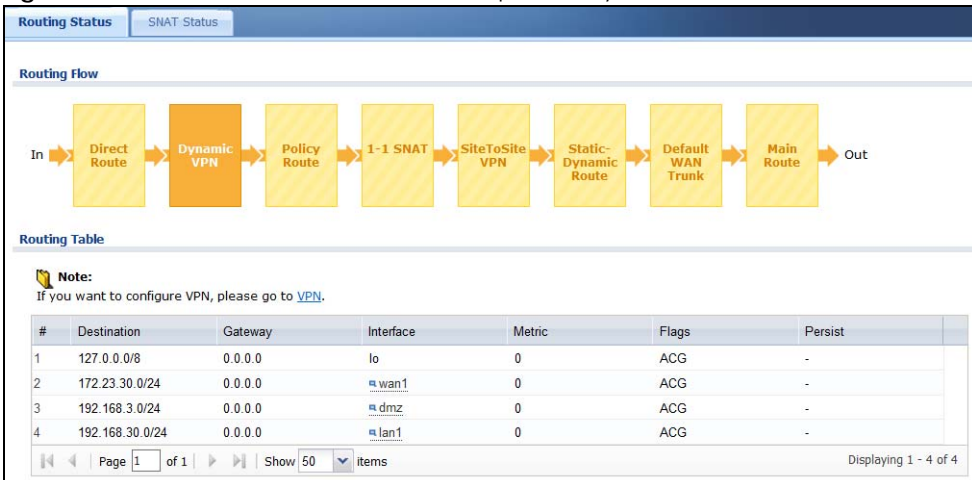 Routing Status SNAT Status
Routing Flow
In Direct Route Dynamic VPN Policy Route 1-1 SNAT SiteToSite VPN Static-Dynamic Route Default WAN Trunk Main Route Out
Routing Table
Note:
If you want to configure VPN, please go to VPN.
# Destination Gateway Interface Metric Flags Persist
1 127.0.0.0/8 0.0.0.0 lo 0 ACG -
2 172.23.30.0/24 0.0.0.0 wan1 0 ACG -
3 192.168.3.0/24 0.0.0.0 dmz 0 ACG -
4 192.168.30.0/24 0.0.0.0 lan1 0 ACG -
Page 1 of 1 Show 50 items Displaying 1 - 4 of 4